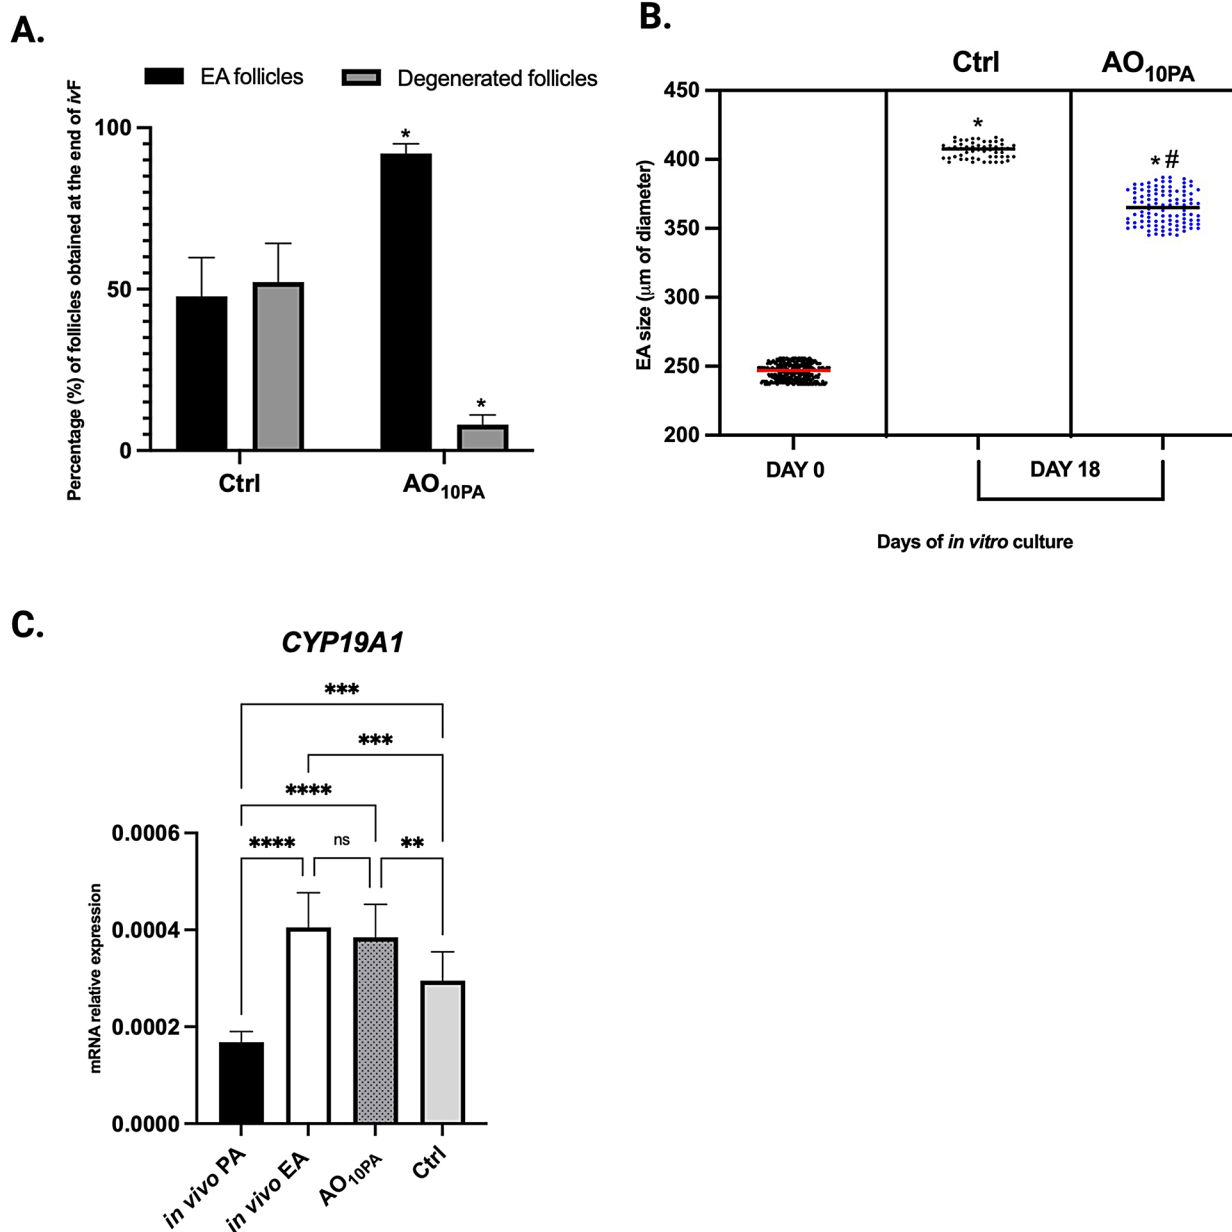 A.
EA follicles
Degenerated follicles
Percentage (%) of follicles obtained at the end of ivF
100
50
0
*
*
Ctrl
AO10PA
B.
Ctrl
AO10PA
EA size (μm of diameter)
450
400
350
300
250
200
*
*#
DAY 0
DAY 18
Days of in vitro culture
C.
CYP19A1
***
***
****
****
ns
**
mRNA relative expression
0.0006
0.0004
0.0002
0.0000
in vivo PA
in vivo EA
AO10PA
Ctrl